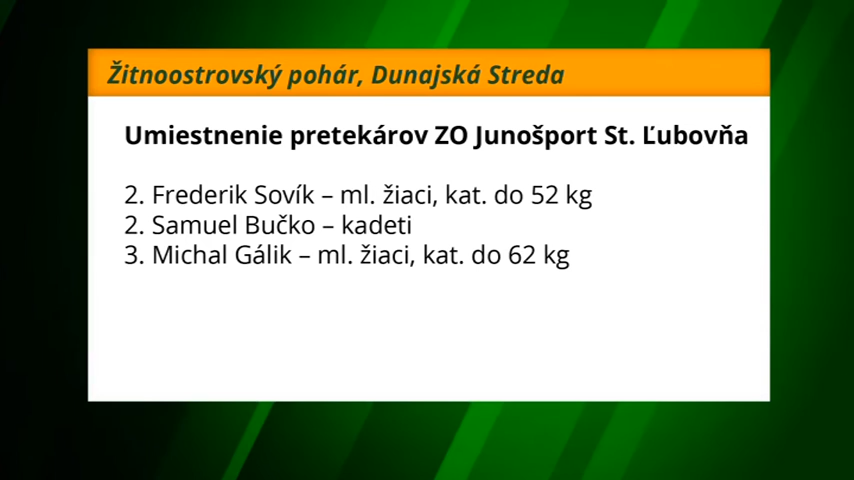 Žitnoostrovský pohár, Dunajská Streda
Umiestnenie pretekárov ZO Junošport St. Ľubovňa
2. Frederik Sovík – ml. žiaci, kat. do 52 kg
2. Samuel Bučko – kadeti
3. Michal Gálik – ml. žiaci, kat. do 62 kg